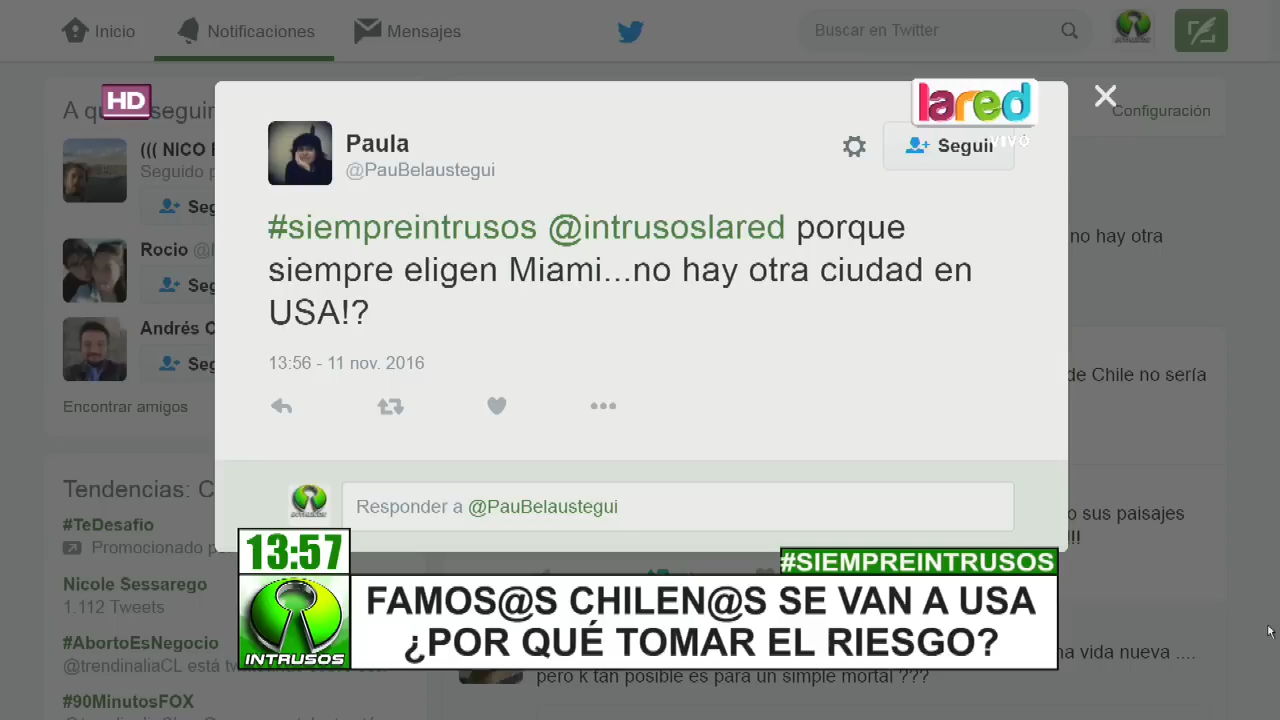 Inicio
Notificaciones
Mensajes
Buscar en Twitter
HD
lared
VIVO
Configuración
A qu seguir
((( NICO
Seguido p
Seg
Rocio @
Seg
Andrés
Seg
Encontrar amigos
Paula
@PauBelaustegui
Seguir
#siempreintrusos @intrusoslared porque
siempre eligen Miami...no hay otra ciudad en
USA!?
13:56 - 11 nov. 2016
Responder a @PauBelaustegui
no hay otra
de Chile no sería
o sus paisajes
!!!
Tendencias: C
#TeDesafio
Promocionado p
Nicole Sessarego
1.112 Tweets
#AbortoEsNegocio
@trendinaliaCL está
#90MinutosFOX
13:57
INTRUSOS
#SIEMPREINTRUSOS
FAMOS@S CHILEN@S SE VAN A USA
¿POR QUÉ TOMAR EL RIESGO?
na vida nueva ....
pero k tan posible es para un simple mortal ???